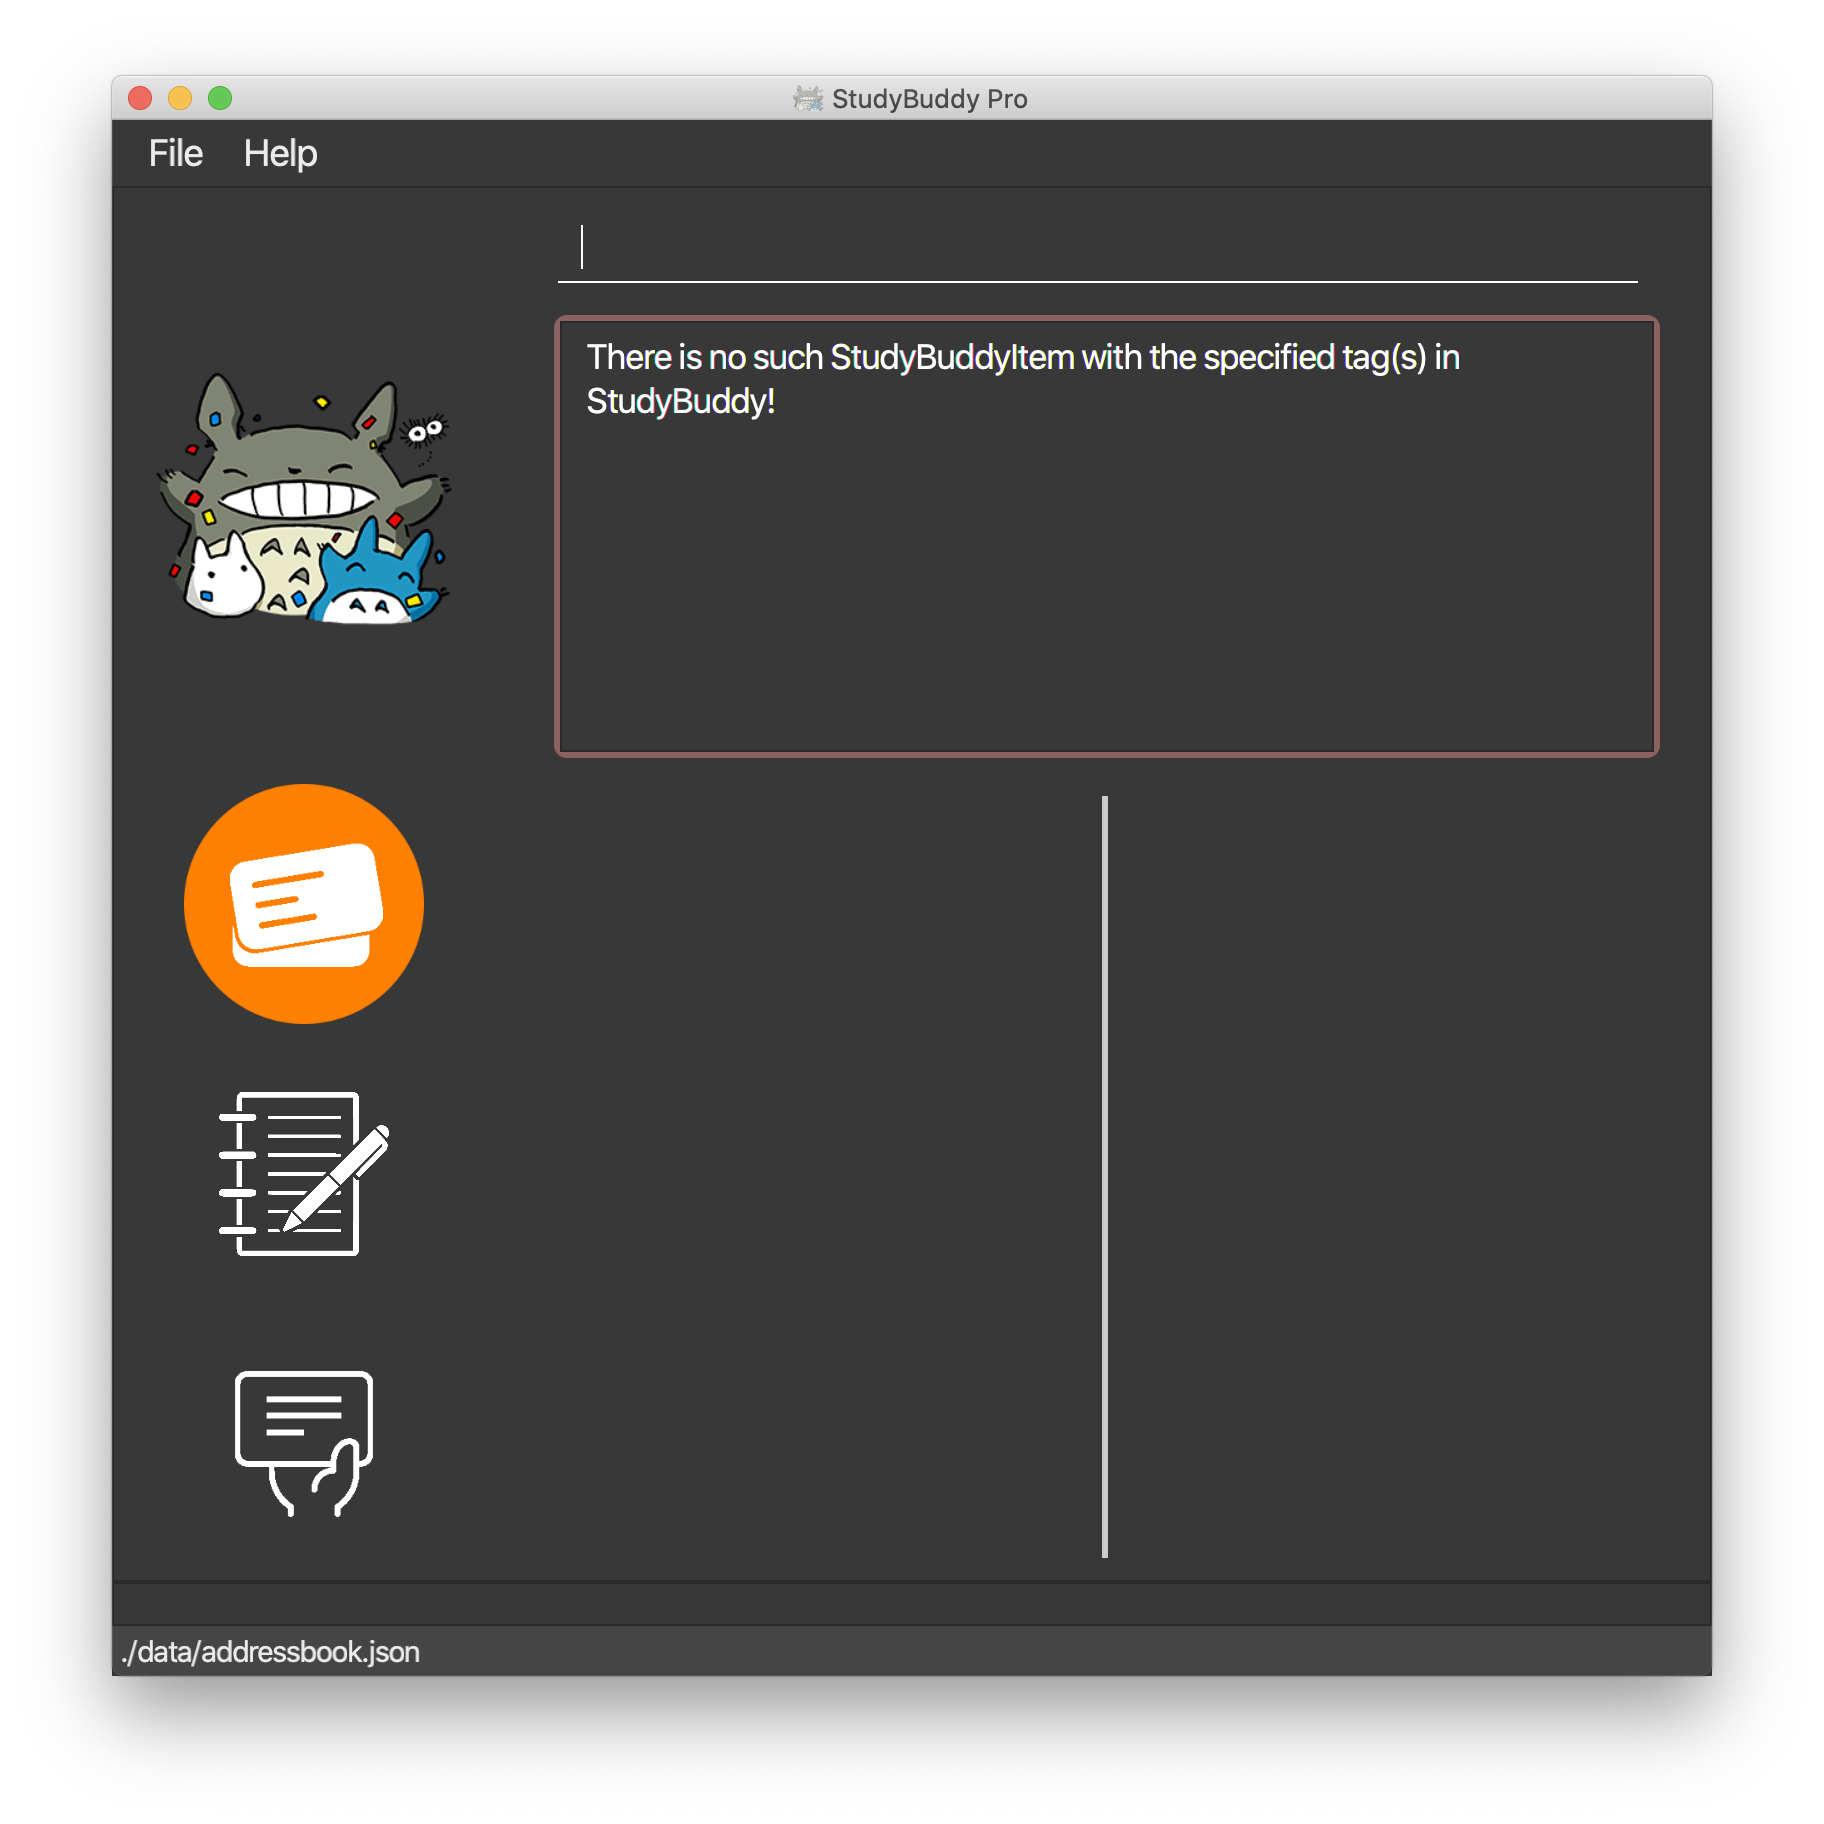 StudyBuddy Pro
File Help
There is no such StudyBuddyItem with the specified tag(s) in
StudyBuddy!
./data/addressbook.json